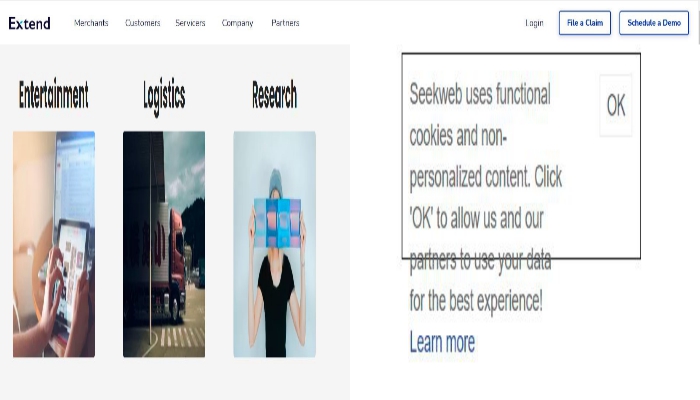 Extend Merchants Customers Servicers Company Partners Login File a Claim Schedule a Demo
Entertainment Logistics Research
Seekweb uses functional
cookies and non-
personalized content. Click
'OK' to allow us and our
partners to use your data
for the best experience!
Learn more
OK